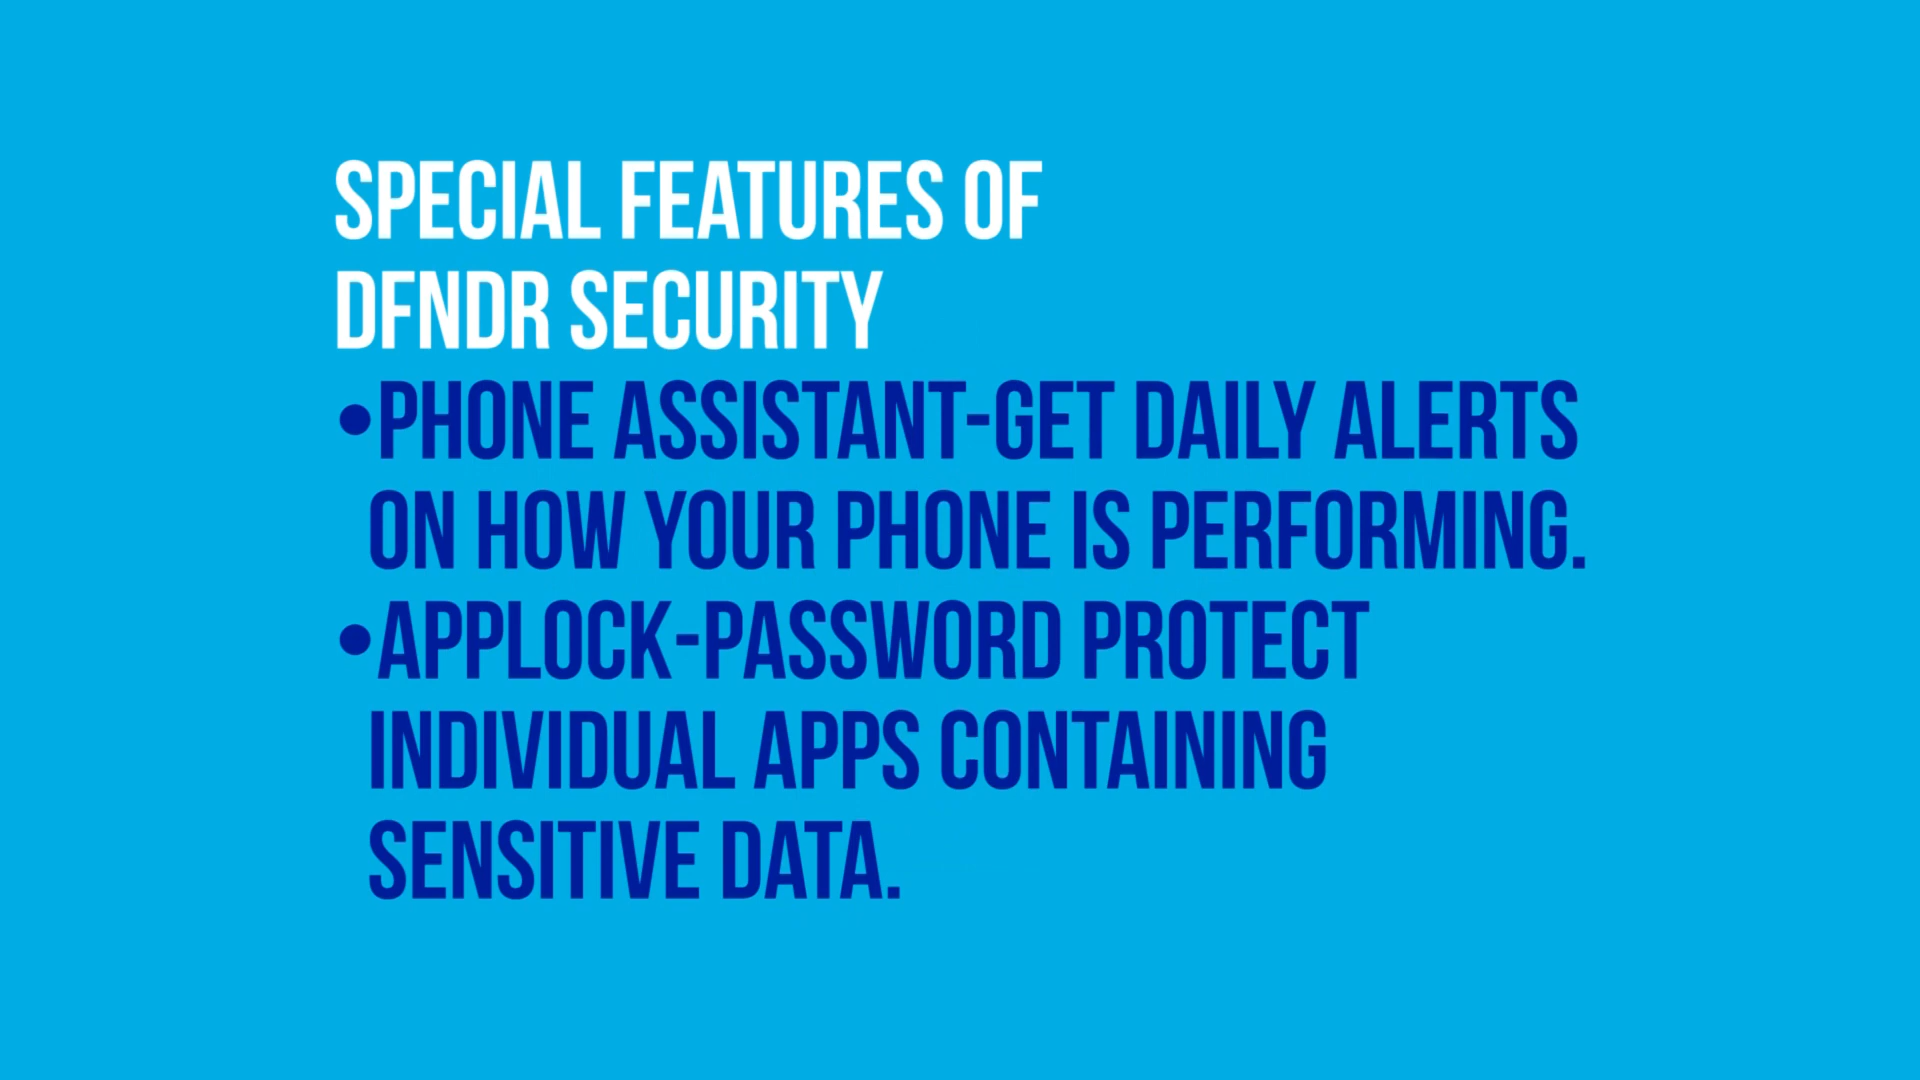 SPECIAL FEATURES OF
DFNDR SECURITY
•PHONE ASSISTANT-GET DAILY ALERTS
ON HOW YOUR PHONE IS PERFORMING.
•APPLOCK-PASSWORD PROTECT
INDIVIDUAL APPS CONTAINING
SENSITIVE DATA.